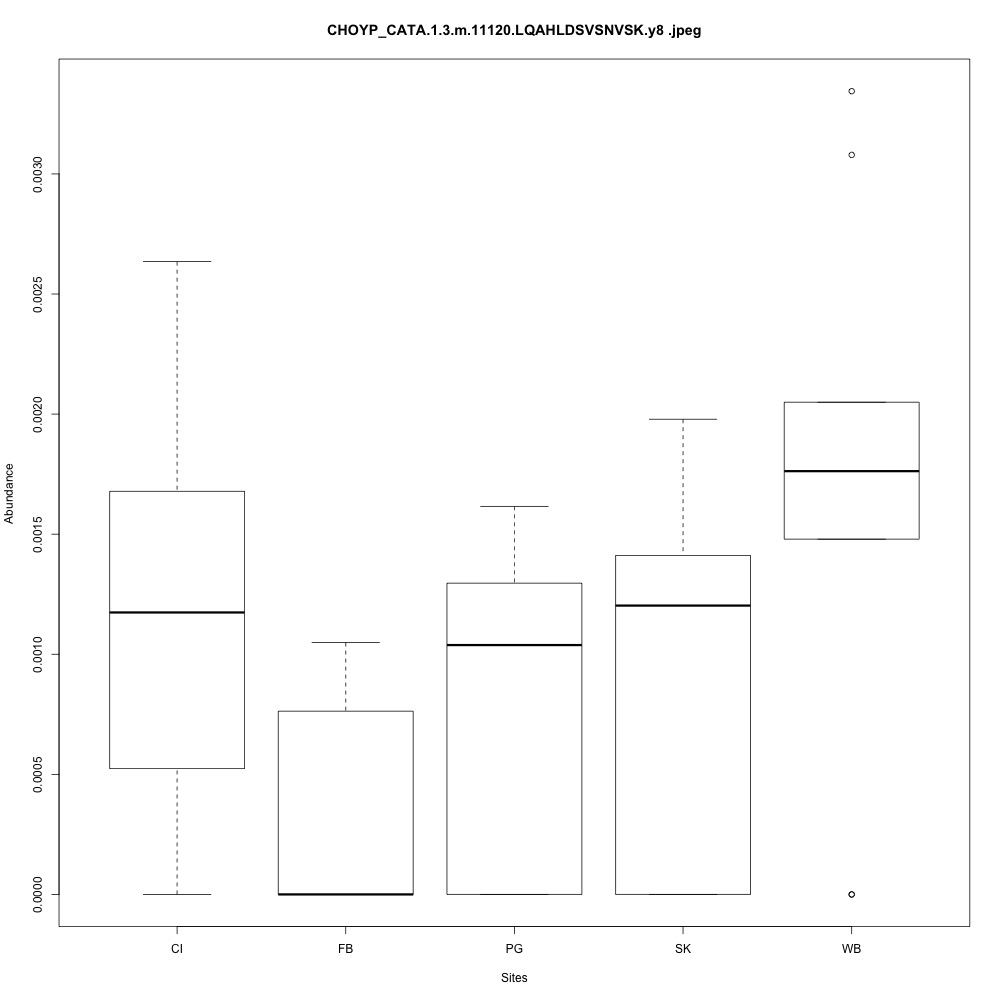 CHOYP_CATA.1.3.m.11120.LQAHLDSVSNVSK.y8 .jpeg
Abundance
0.0030
0.0025
0.0020
0.0015
0.0010
0.0005
0.0000
CI FB PG SK WB
Sites